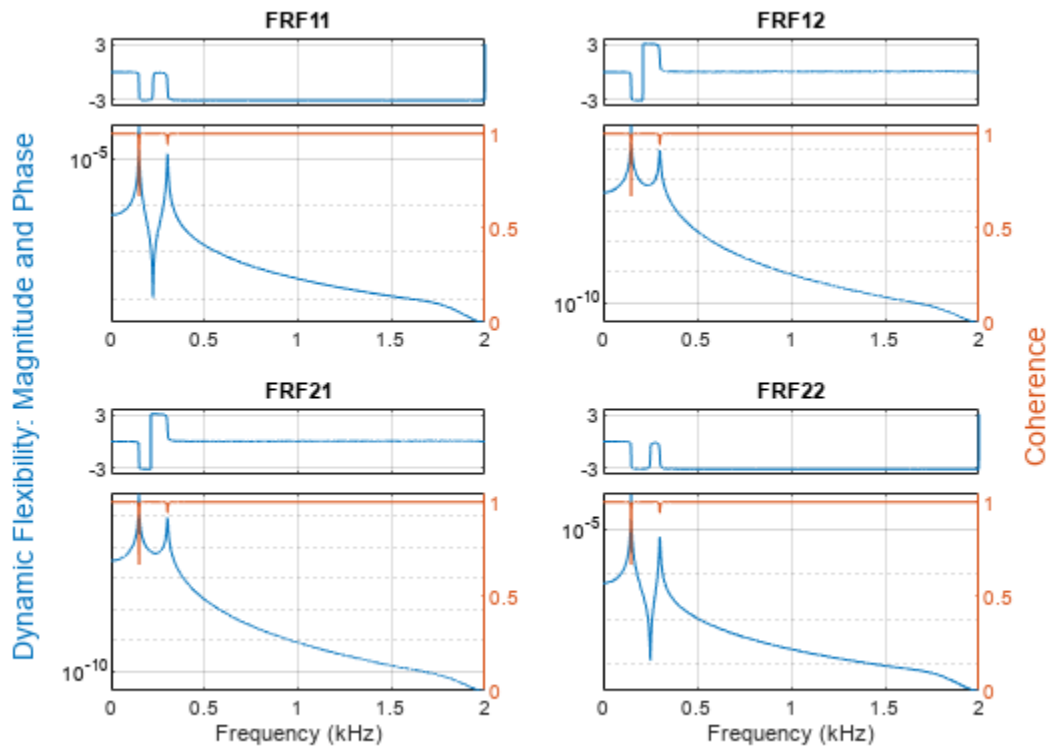 FRF11
3
-3
10^-5
1
0.5
0
0 0.5 1 1.5 2
FRF12
3
-3
10^-10
1
0.5
0
0 0.5 1 1.5 2
FRF21
3
-3
10^-10
1
0.5
0
0 0.5 1 1.5 2
Frequency (kHz)
FRF22
3
-3
10^-5
1
0.5
0
0 0.5 1 1.5 2
Frequency (kHz)
Dynamic Flexibility: Magnitude and Phase
Coherence